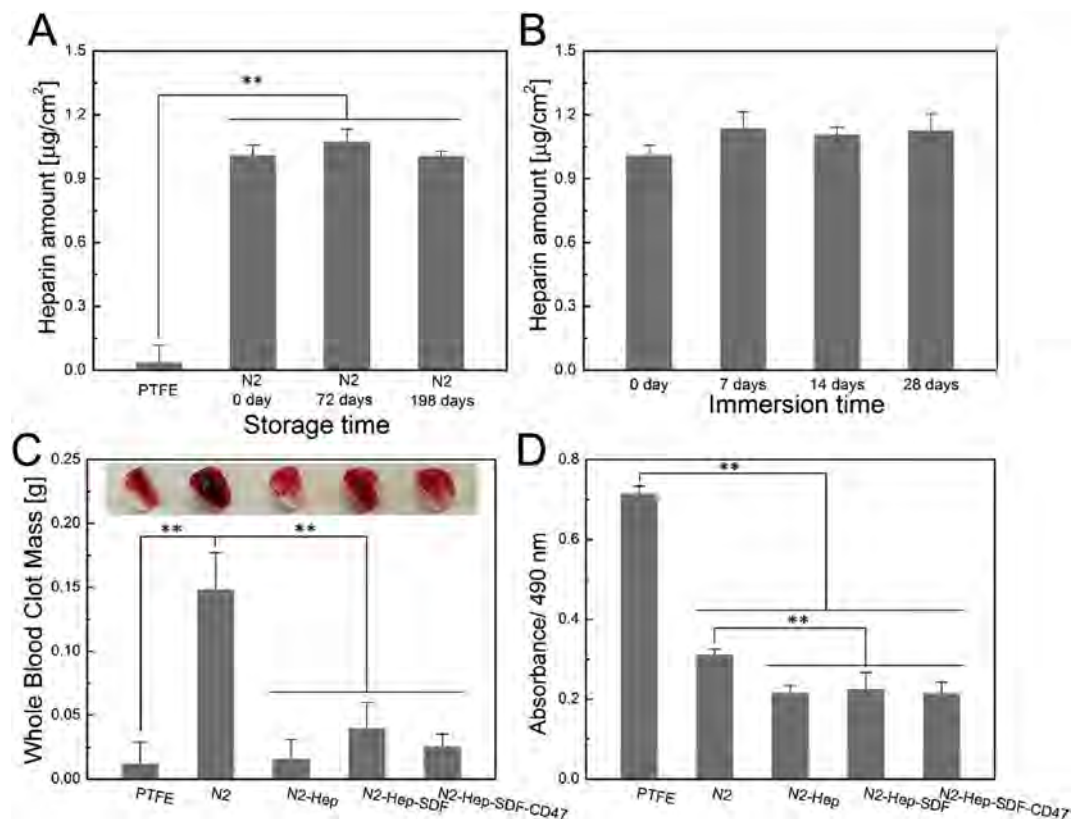 A
Heparin amount [µg/cm²]
1.5
1.2
0.9
0.6
0.3
0.0
**
PTFE
N2
0 day
N2
72 days
N2
198 days
Storage time
B
Heparin amount [µg/cm²]
1.5
1.2
0.9
0.6
0.3
0.0
0 day
7 days
14 days
28 days
Immersion time
C
Whole Blood Clot Mass [g]
0.25
0.20
0.15
0.10
0.05
0.00
**
**
PTFE
N2
N2-Hep
N2-Hep-SDF
N2-Hep-SDF-CD47
D
Absorbance/ 490 nm
0.8
0.6
0.4
0.2
0.0
**
**
PTFE
N2
N2-Hep
N2-Hep-SDF
N2-Hep-SDF-CD47